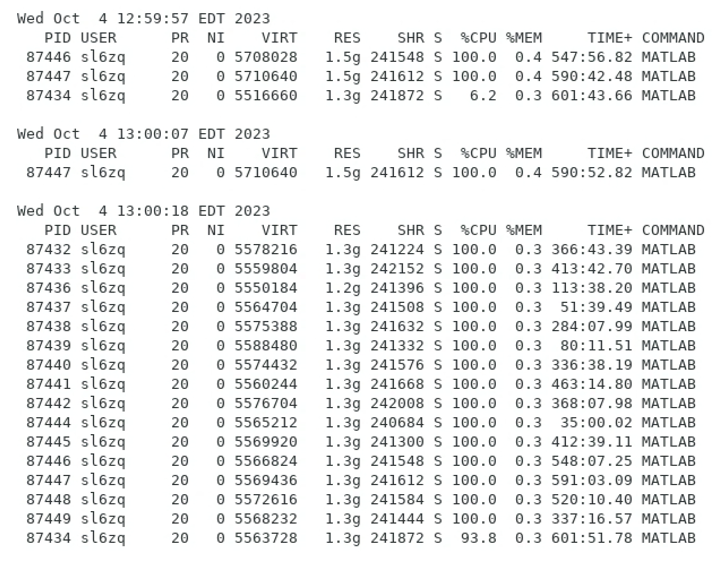 Wed Oct  4 12:59:57 EDT 2023
   PID USER      PR  NI    VIRT    RES    SHR S  %CPU %MEM     TIME+ COMMAND
 87446 sl6zq     20   0 5708028   1.5g 241548 S 100.0  0.4 547:56.82 MATLAB
 87447 sl6zq     20   0 5710640   1.5g 241612 S 100.0  0.4 590:42.48 MATLAB
 87434 sl6zq     20   0 5516660   1.3g 241872 S   6.2  0.3 601:43.66 MATLAB
Wed Oct  4 13:00:07 EDT 2023
   PID USER      PR  NI    VIRT    RES    SHR S  %CPU %MEM     TIME+ COMMAND
 87447 sl6zq     20   0 5710640   1.5g 241612 S 100.0  0.4 590:52.82 MATLAB
Wed Oct  4 13:00:18 EDT 2023
   PID USER      PR  NI    VIRT    RES    SHR S  %CPU %MEM     TIME+ COMMAND
 87432 sl6zq     20   0 5578216   1.3g 241224 S 100.0  0.3 366:43.39 MATLAB
 87433 sl6zq     20   0 5559804   1.3g 242152 S 100.0  0.3 413:42.70 MATLAB
 87436 sl6zq     20   0 5550184   1.2g 241396 S 100.0  0.3 113:38.20 MATLAB
 87437 sl6zq     20   0 5564704   1.3g 241508 S 100.0  0.3  51:39.49 MATLAB
 87438 sl6zq     20   0 5575388   1.3g 241632 S 100.0  0.3 284:07.99 MATLAB
 87439 sl6zq     20   0 5588480   1.3g 241332 S 100.0  0.3  80:11.51 MATLAB
 87440 sl6zq     20   0 5574432   1.3g 241576 S 100.0  0.3 336:38.19 MATLAB
 87441 sl6zq     20   0 5560244   1.3g 241668 S 100.0  0.3 463:14.80 MATLAB
 87442 sl6zq     20   0 5576704   1.3g 242008 S 100.0  0.3 368:07.98 MATLAB
 87444 sl6zq     20   0 5565212   1.3g 240684 S 100.0  0.3  35:00.02 MATLAB
 87445 sl6zq     20   0 5569920   1.3g 241300 S 100.0  0.3 412:39.11 MATLAB
 87446 sl6zq     20   0 5566824   1.3g 241548 S 100.0  0.3 548:07.25 MATLAB
 87447 sl6zq     20   0 5569436   1.3g 241612 S 100.0  0.3 591:03.09 MATLAB
 87448 sl6zq     20   0 5572616   1.3g 241584 S 100.0  0.3 520:10.40 MATLAB
 87449 sl6zq     20   0 5568232   1.3g 241444 S 100.0  0.3 337:16.57 MATLAB
 87434 sl6zq     20   0 5563728   1.3g 241872 S  93.8  0.3 601:51.78 MATLAB